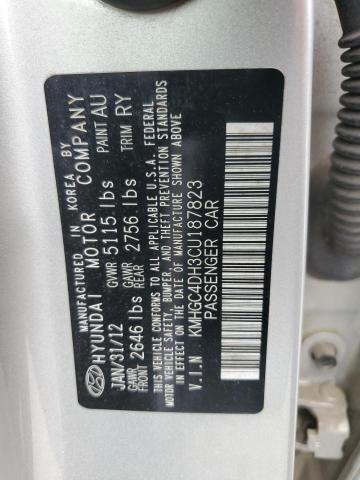 MANUFACTURED IN KOREA BY
HYUNDAI MOTOR COMPANY
JAN/31/12 GVWR 5115 lbs PAINT AU
GAWR FRONT 2646 lbs GAWR REAR 2756 lbs TRIM RY
THIS VEHICLE CONFORMS TO ALL APPLICABLE U.S.A. FEDERAL
MOTOR VEHICLE SAFETY, BUMPER, AND THEFT PREVENTION STANDARDS
IN EFFECT ON THE DATE OF MANUFACTURE SHOWN ABOVE
V.I.N KMHGC4DH3CU187823
PASSENGER CAR